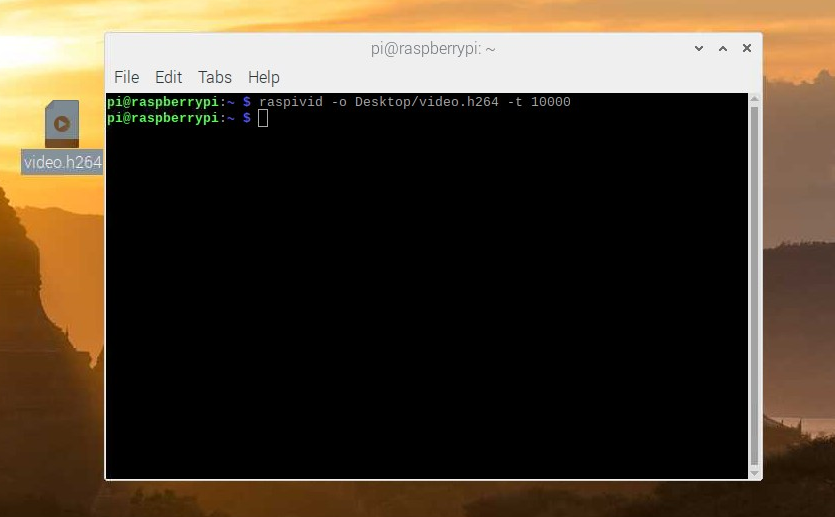 pi@raspberrypi: ~
File Edit Tabs Help
pi@raspberrypi:~ $ raspivid -o Desktop/video.h264 -t 10000
pi@raspberrypi:~ $
video.h264